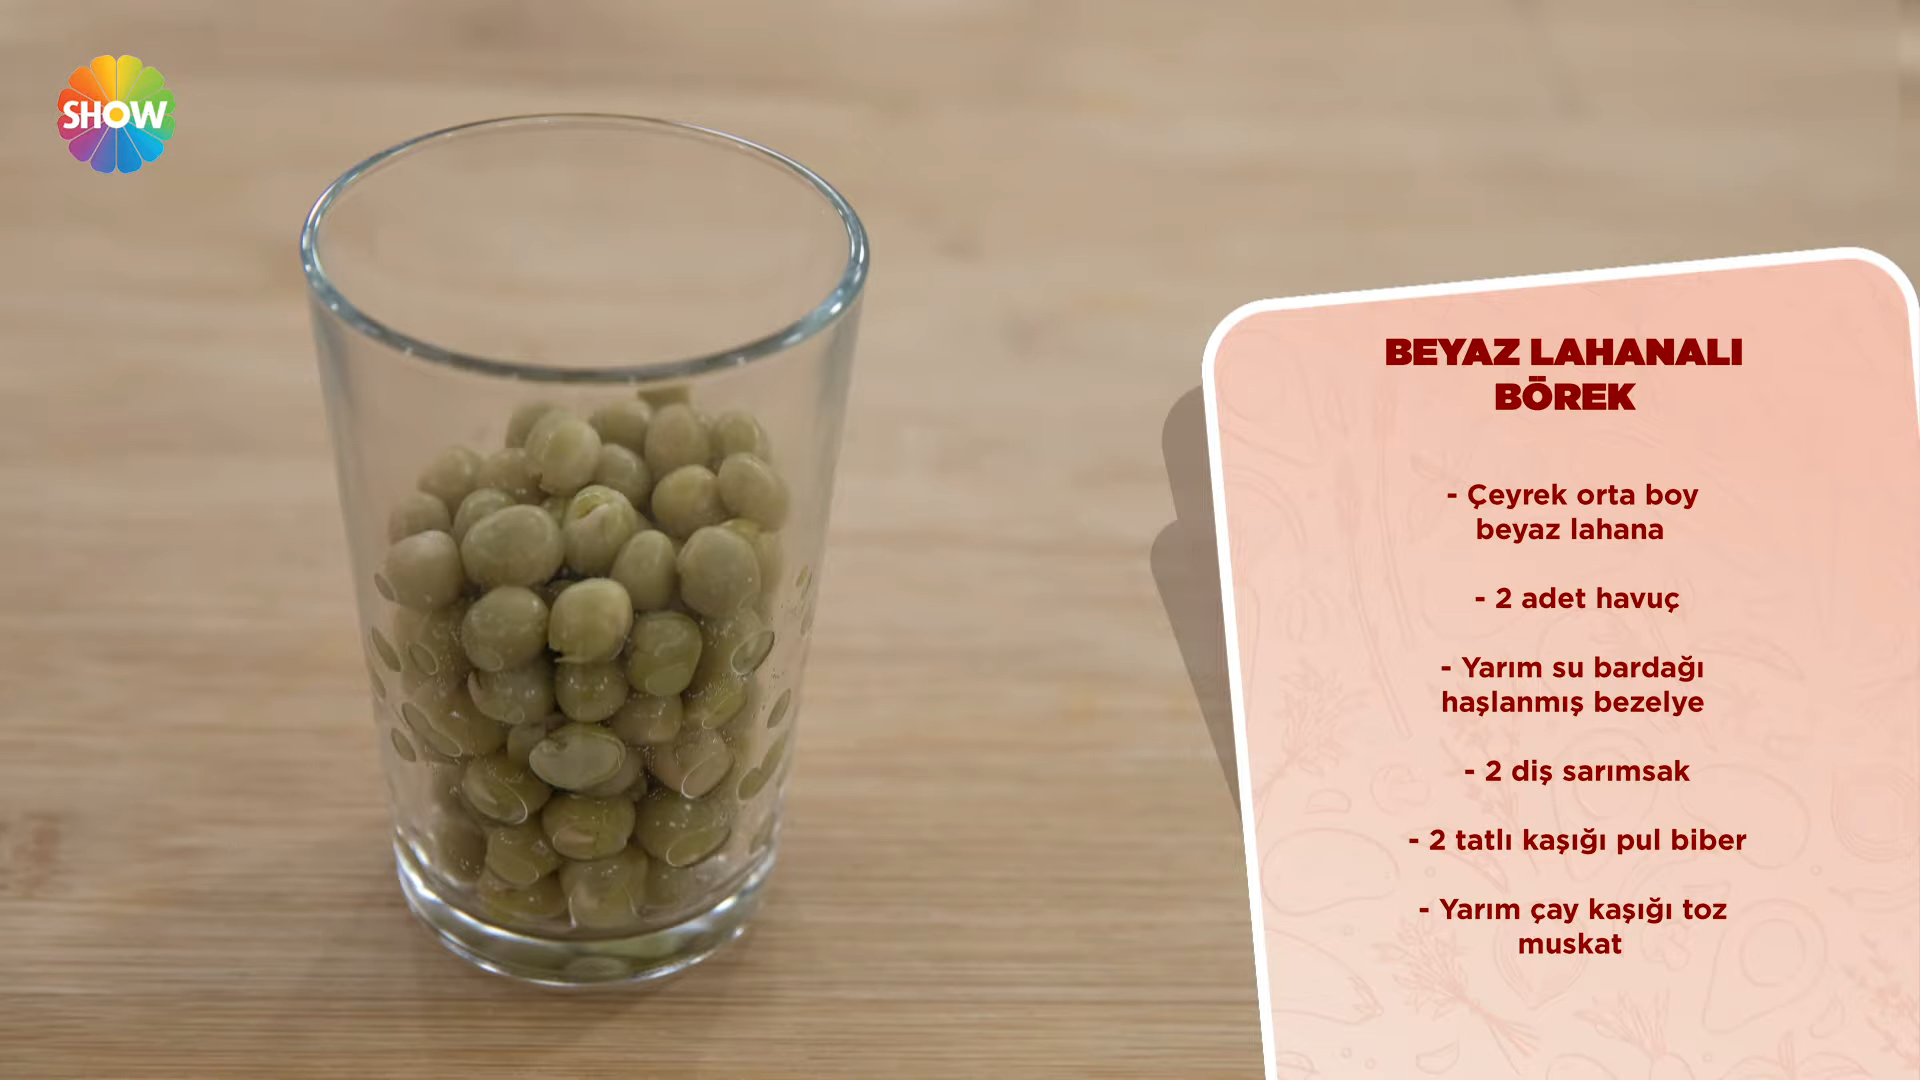 SHOW
BEYAZ LAHANALI
BÖREK
- Çeyrek orta boy
beyaz lahana
- 2 adet havuç
- Yarım su bardağı
haşlanmış bezelye
- 2 diş sarımsak
- 2 tatlı kaşığı pul biber
- Yarım çay kaşığı toz
muskat